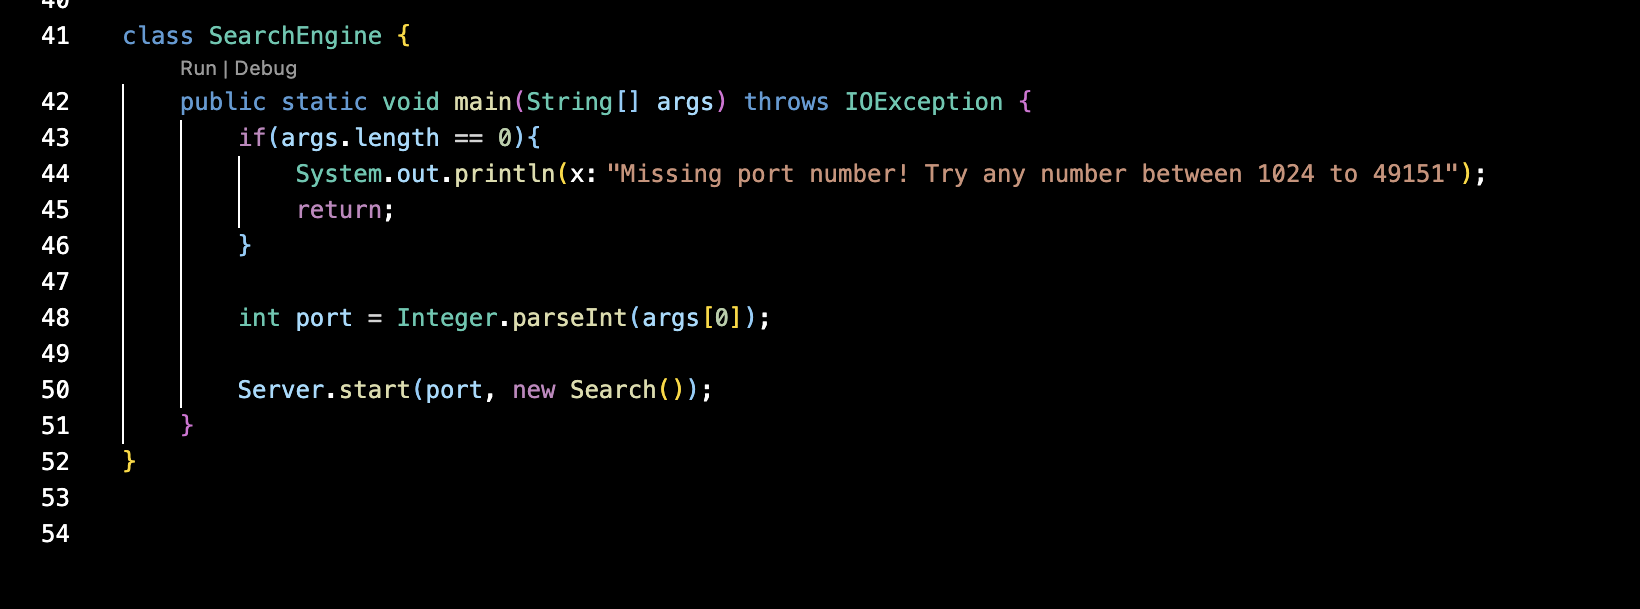 40
41 class SearchEngine {
Run | Debug
42 public static void main(String[] args) throws IOException {
43 if(args.length == 0){
44 System.out.println(x: "Missing port number! Try any number between 1024 to 49151");
45 return;
46 }
47
48 int port = Integer.parseInt(args[0]);
49
50 Server.start(port, new Search());
51 }
52 }
53
54